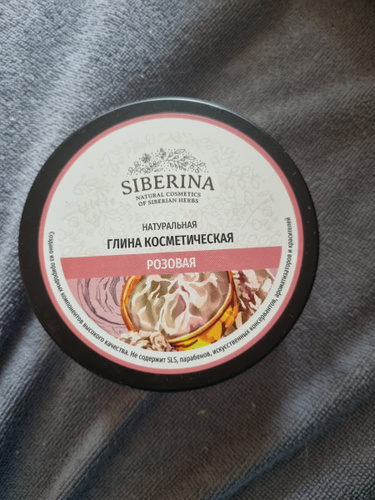 SIBERINA
NATURAL COSMETICS
OF SIBERIAN HERBS
НАТУРАЛЬНАЯ
ГЛИНА КОСМЕТИЧЕСКАЯ
РОЗОВАЯ
Создано из природных компонентов высокого качества. Не содержит SLS, парабенов, искусственных консервантов, ароматизаторов и красителей